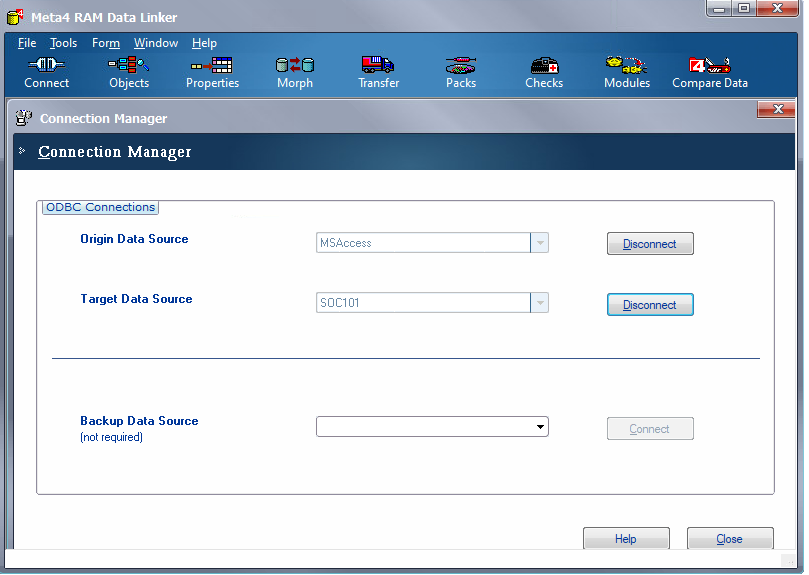 Meta4 RAM Data Linker
File Tools Form Window Help
Connect Objects Properties Morph Transfer Packs Checks Modules Compare Data
Connection Manager
Connection Manager
ODBC Connections
Origin Data Source MSAccess Disconnect
Target Data Source SOC101 Disconnect
Backup Data Source
(not required) Connect
Help Close